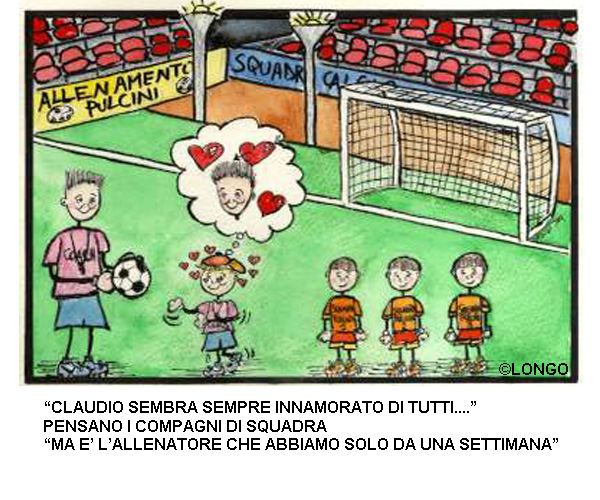 ALLENAMENTO
PULCINI
SQUADR CALC
COACH
©LONGO
“CLAUDIO SEMBRA SEMPRE INNAMORATO DI TUTTI....”
PENSANO I COMPAGNI DI SQUADRA
“MA E’ L’ALLENATORE CHE ABBIAMO SOLO DA UNA SETTIMANA”